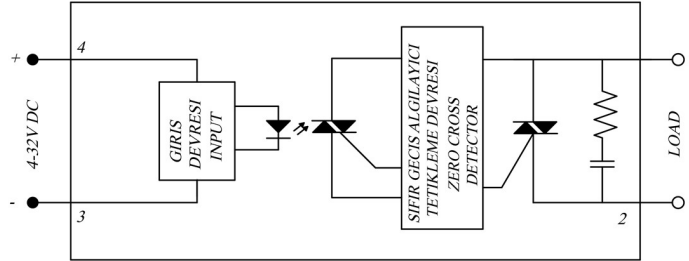 +
4
4-32V DC
-
3
GIRIS
DEVRESI
INPUT
SIFIR GECIS ALGILAYICI
TETIKLEME DEVRESI
ZERO CROSS
DETECTOR
2
LOAD